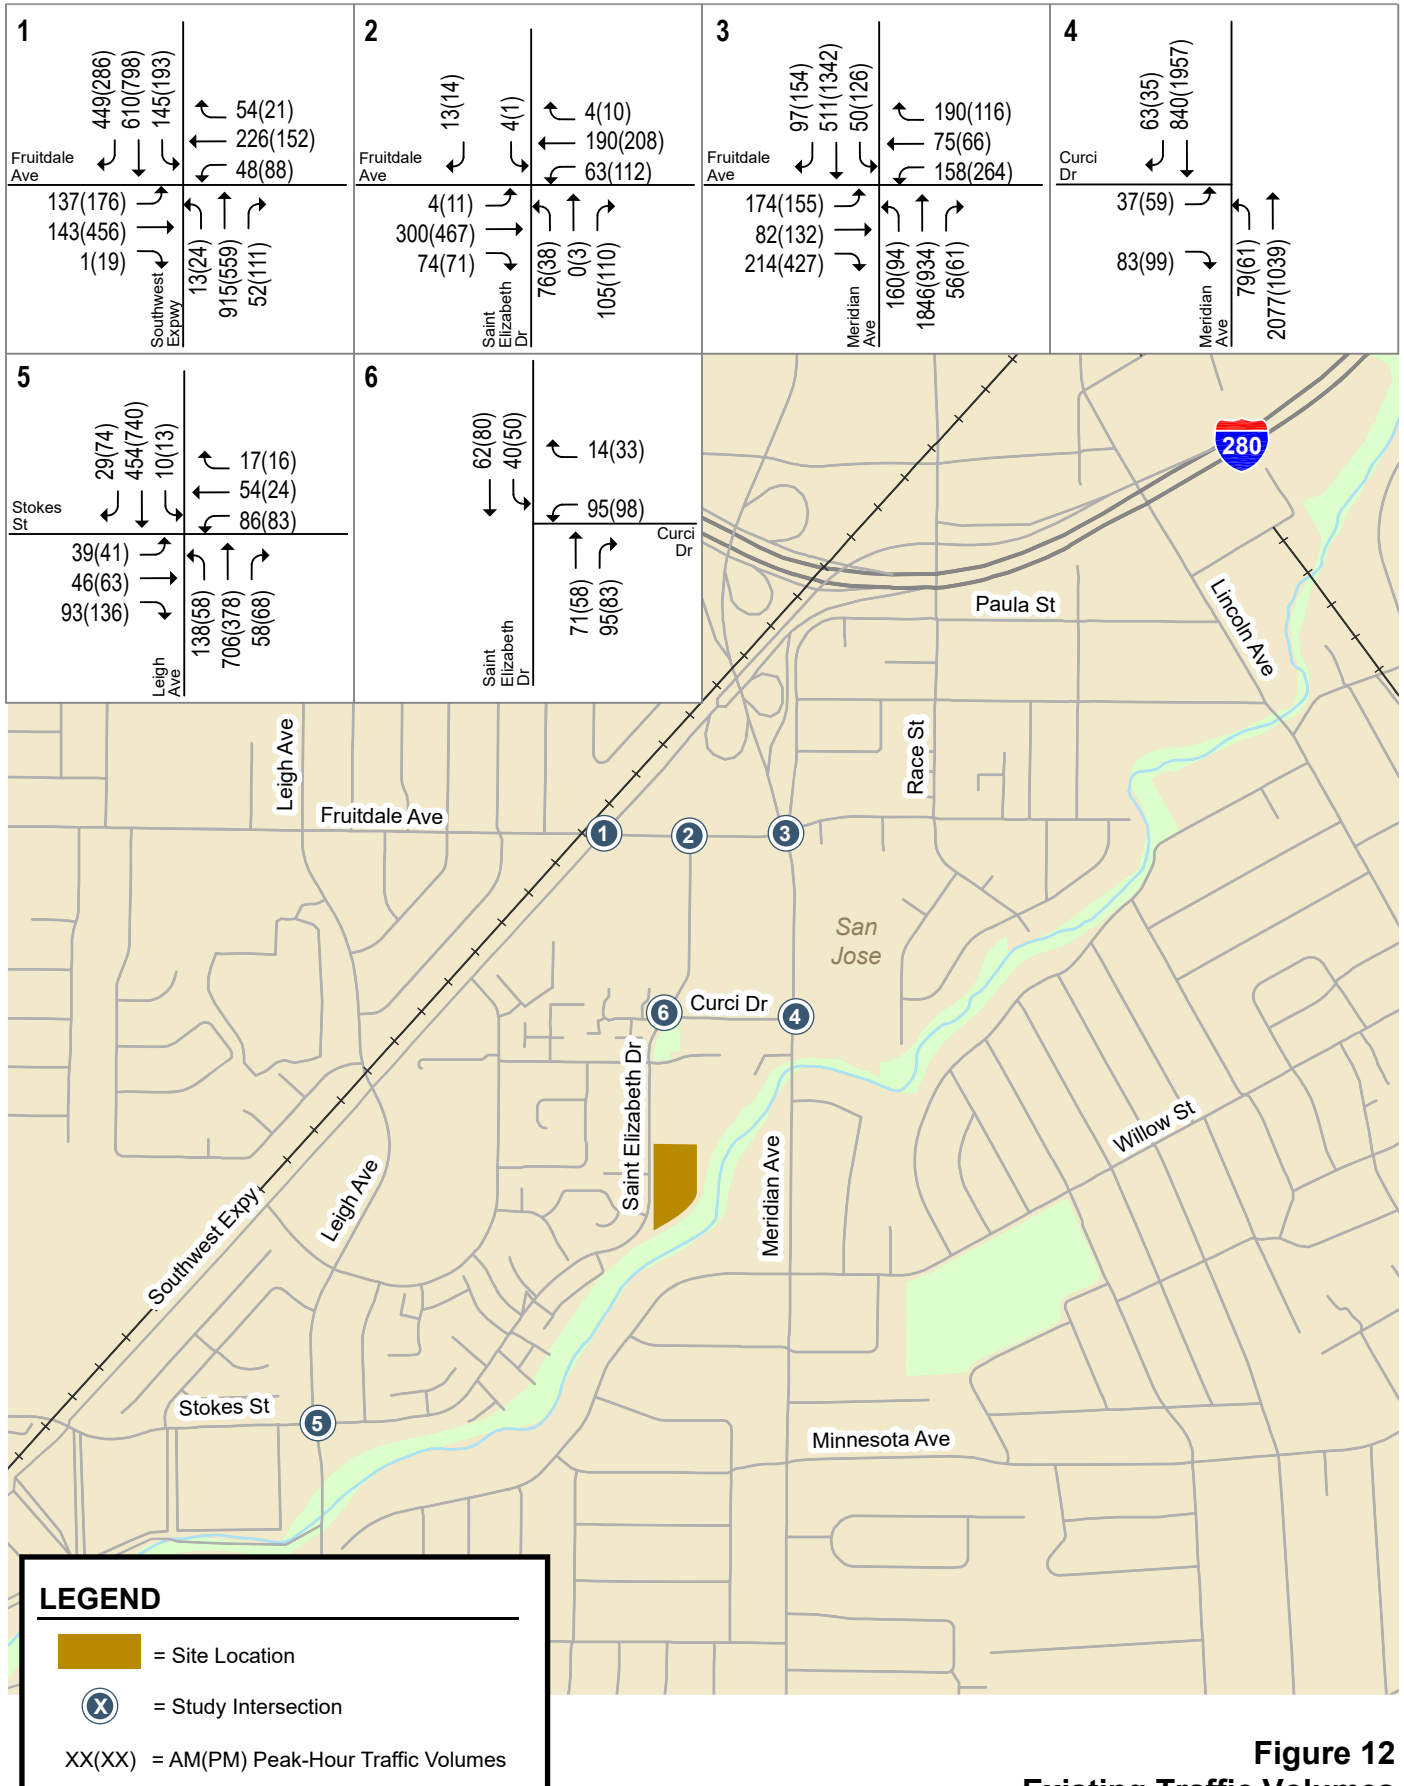 1
449(286)
610(798)
145(193)
54(21)
226(152)
48(88)
Fruitdale
Ave
137(176)
143(456)
1(19)
13(24)
915(559)
52(111)
Southwest
Expwy
2
13(14)
4(1)
4(10)
190(208)
63(112)
Fruitdale
Ave
4(11)
300(467)
74(71)
76(38)
0(3)
105(110)
Saint
Elizabeth
Dr
3
97(154)
511(1342)
50(126)
190(116)
75(66)
158(264)
Fruitdale
Ave
174(155)
82(132)
214(427)
160(94)
1846(934)
56(61)
Meridian
Ave
4
63(35)
840(1957)
Curci
Dr
37(59)
83(99)
79(61)
2077(1039)
Meridian
Ave
5
29(74)
454(740)
10(13)
17(16)
54(24)
86(83)
Stokes
St
39(41)
46(63)
93(136)
138(58)
706(378)
58(68)
Leigh
Ave
6
62(80)
40(50)
14(33)
95(98)
Curci
Dr
71(58)
95(83)
Saint
Elizabeth
Dr
280
Paula St
Lincoln Ave
Leigh Ave
Race St
Fruitdale Ave
1
2
3
San
Jose
6
Curci Dr
4
Saint Elizabeth Dr
Willow St
Meridian Ave
Leigh Ave
Southwest Expy
Stokes St
5
Minnesota Ave
LEGEND
= Site Location
X
= Study Intersection
XX(XX) = AM(PM) Peak-Hour Traffic Volumes
Figure 12
Existing Traffic Volumes